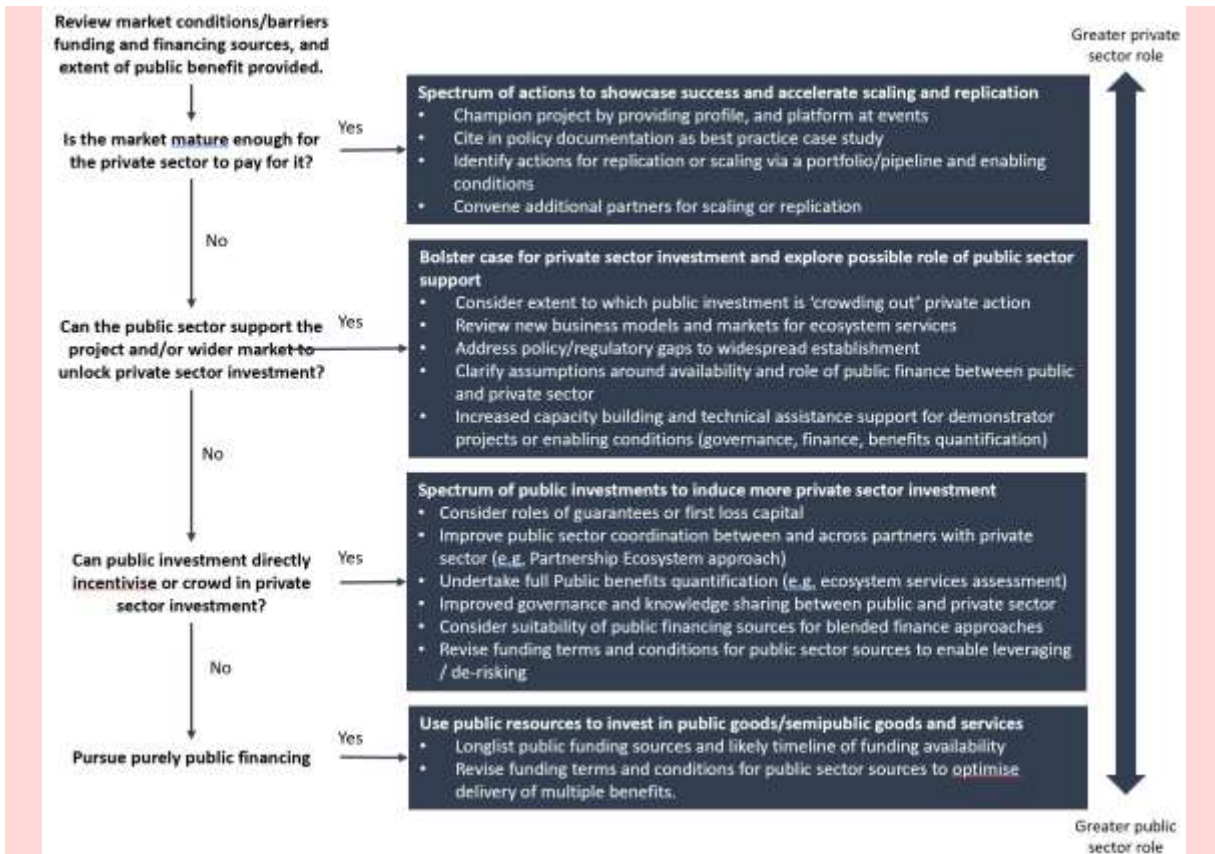 Review market conditions/barriers
funding and financing sources, and
extent of public benefit provided.
Greater private
sector role
Is the market mature enough for
the private sector to pay for it?
Yes
Spectrum of actions to showcase success and accelerate scaling and replication
• Champion project by providing profile, and platform at events
• Cite in policy documentation as best practice case study
• Identify actions for replication or scaling via a portfolio/pipeline and enabling
conditions
• Convene additional partners for scaling or replication
No
Can the public sector support the
project and/or wider market to
unlock private sector investment?
Yes
Bolster case for private sector investment and explore possible role of public sector
support
• Consider extent to which public investment is ‘crowding out’ private action
• Review new business models and markets for ecosystem services
• Address policy/regulatory gaps to widespread establishment
• Clarify assumptions around availability and role of public finance between public
and private sector
• Increased capacity building and technical assistance support for demonstrator
projects or enabling conditions (governance, finance, benefits quantification)
No
Can public investment directly
incentivise or crowd in private
sector investment?
Yes
Spectrum of public investments to induce more private sector investment
• Consider roles of guarantees or first loss capital
• Improve public sector coordination between and across partners with private
sector (e.g. Partnership Ecosystem approach)
• Undertake full Public benefits quantification (e.g. ecosystem services assessment)
• Improved governance and knowledge sharing between public and private sector
• Consider suitability of public financing sources for blended finance approaches
• Revise funding terms and conditions for public sector sources to enable leveraging
/ de-risking
No
Pursue purely public financing
Yes
Use public resources to invest in public goods/semipublic goods and services
• Longlist public funding sources and likely timeline of funding availability
• Revise funding terms and conditions for public sector sources to optimise
delivery of multiple benefits.
Greater public
sector role